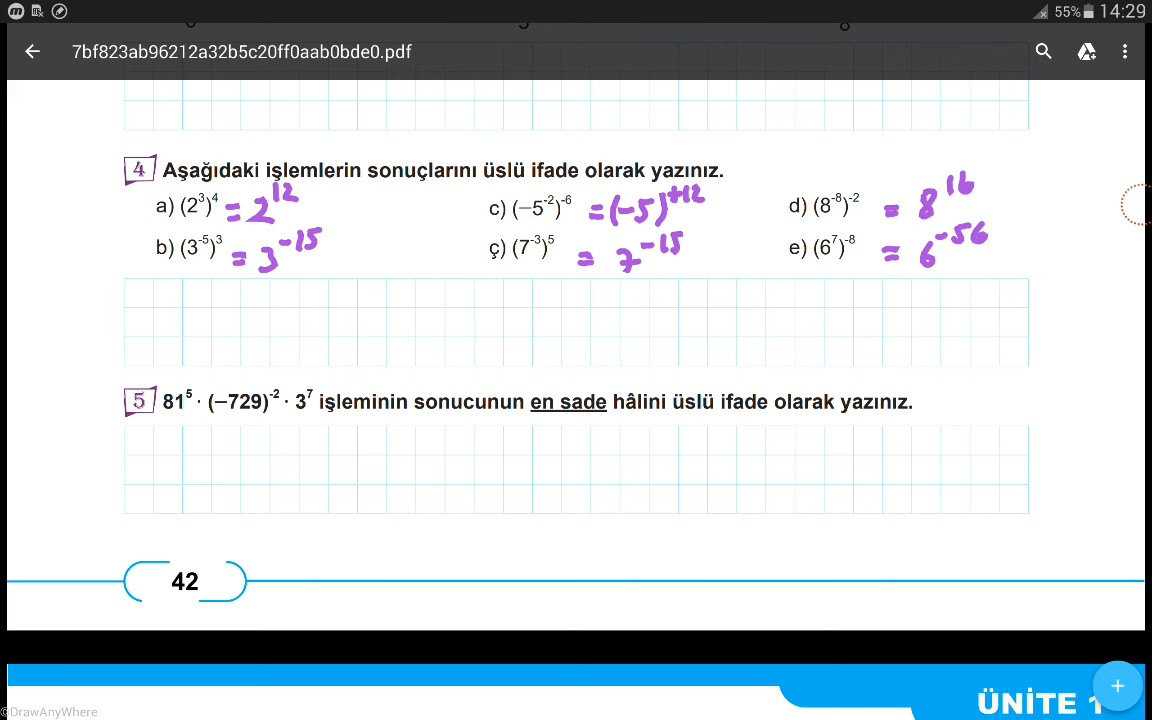 55% 14:29
7bf823ab96212a32b5c20ff0aab0bde0.pdf
4 Aşağıdaki işlemlerin sonuçlarını üslü ifade olarak yazınız.
a) (2³)⁴ = 2¹² c) (−5⁻²)⁻⁶ = (−5)⁺¹² d) (8⁻⁸)⁻² = 8¹⁶
b) (3⁻⁵)³ = 3⁻¹⁵ ç) (7⁻³)⁵ = 7⁻¹⁵ e) (6⁷)⁻⁸ = 6⁻⁵⁶
5 81⁵ · (−729)⁻² · 3⁷ işleminin sonucunun en sade hâlini üslü ifade olarak yazınız.
42
ÜNİTE 1
©DrawAnyWhere